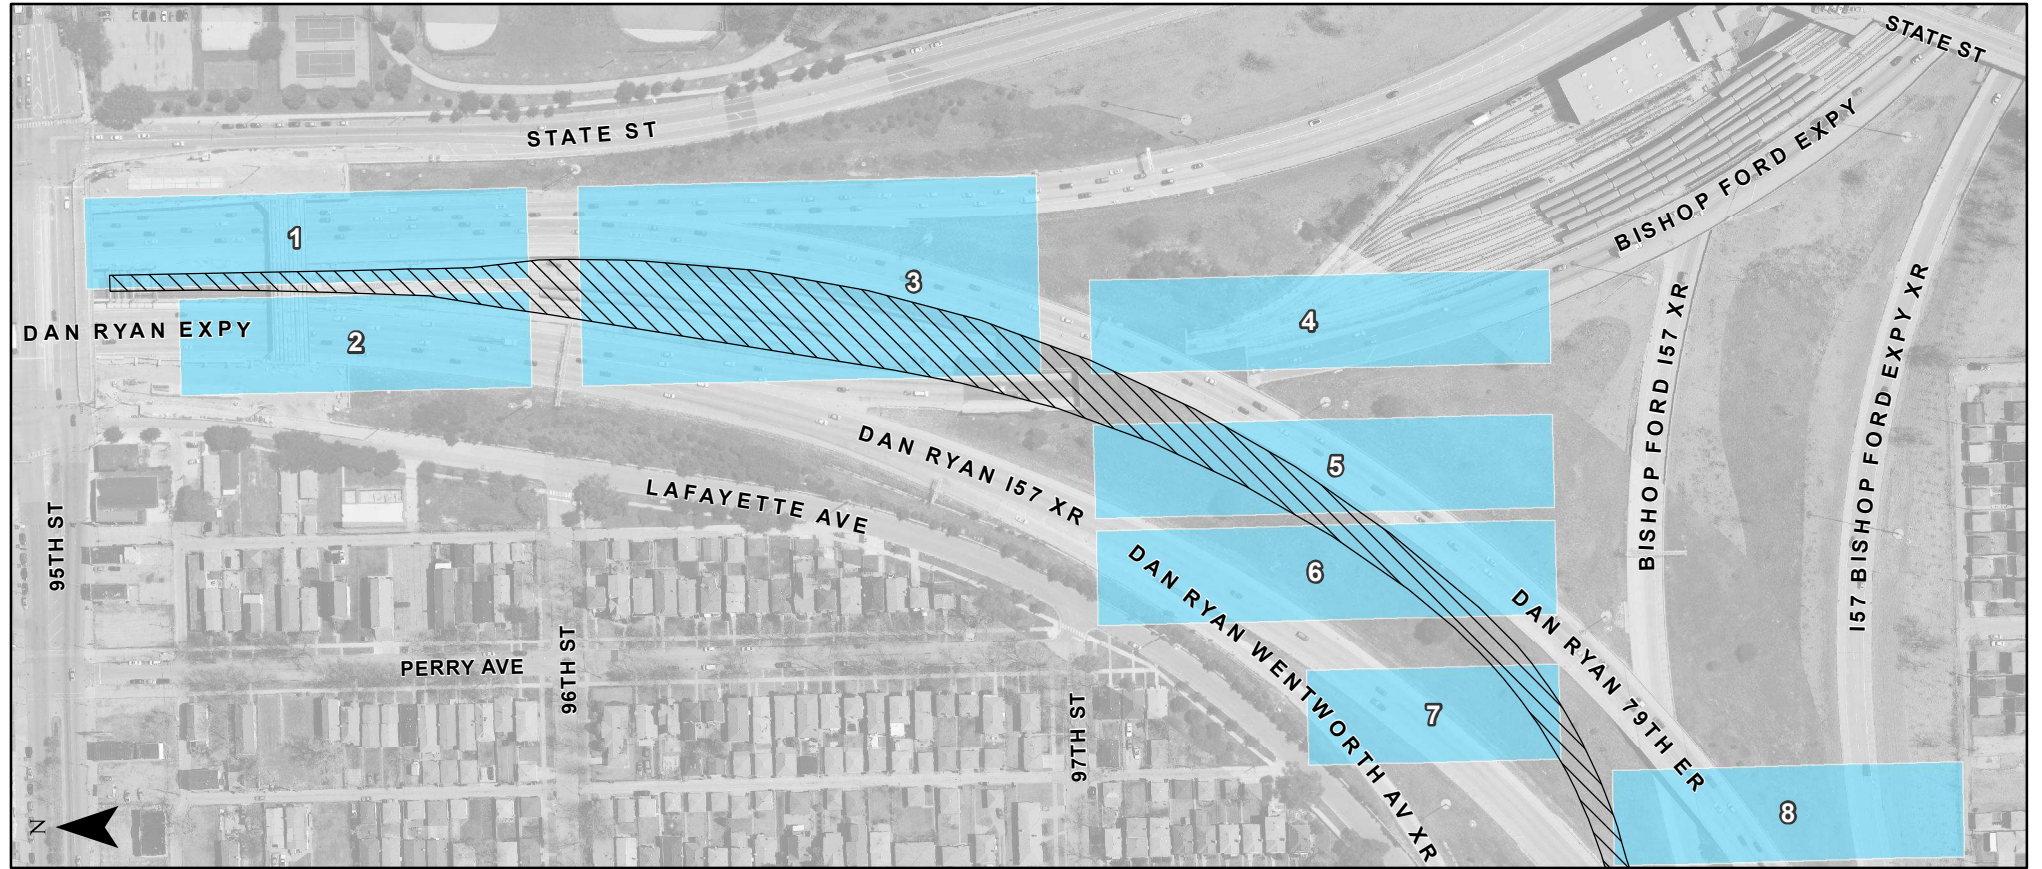 STATE ST
STATE ST
BISHOP FORD EXPY
1
3
4
DAN RYAN EXPY
2
BISHOP FORD I57 XR
I57 BISHOP FORD EXPY XR
DAN RYAN I57 XR
5
LAFAYETTE AVE
95TH ST
6
DAN RYAN WENTWORTH AV XR
DAN RYAN 79TH ER
PERRY AVE
96TH ST
97TH ST
7
8
N